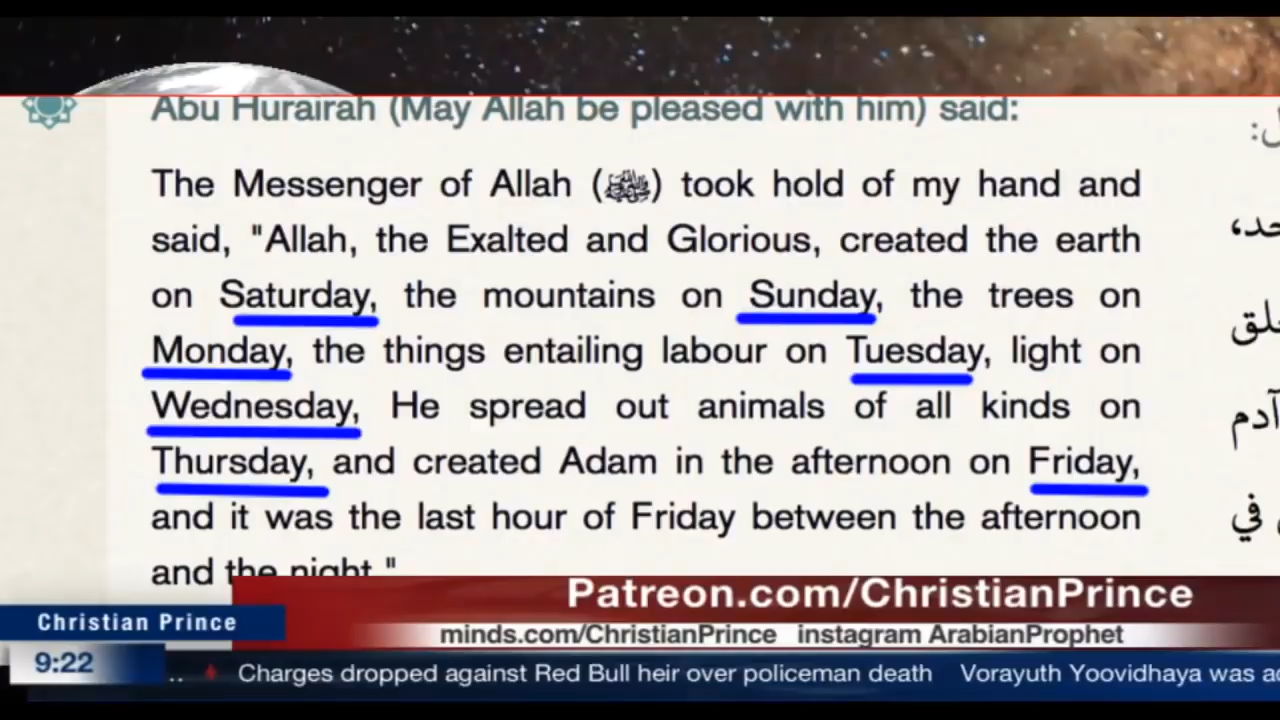 Abu Hurairah (May Allah be pleased with him) said:
The Messenger of Allah (ﷺ) took hold of my hand and
said, "Allah, the Exalted and Glorious, created the earth
on Saturday, the mountains on Sunday, the trees on
Monday, the things entailing labour on Tuesday, light on
Wednesday, He spread out animals of all kinds on
Thursday, and created Adam in the afternoon on Friday,
and it was the last hour of Friday between the afternoon
and the night."
آدم
في
Patreon.com/ChristianPrince
Christian Prince
minds.com/ChristianPrince instagram ArabianProphet
9:22
.. Charges dropped against Red Bull heir over policeman death Vorayuth Yoovidhaya was